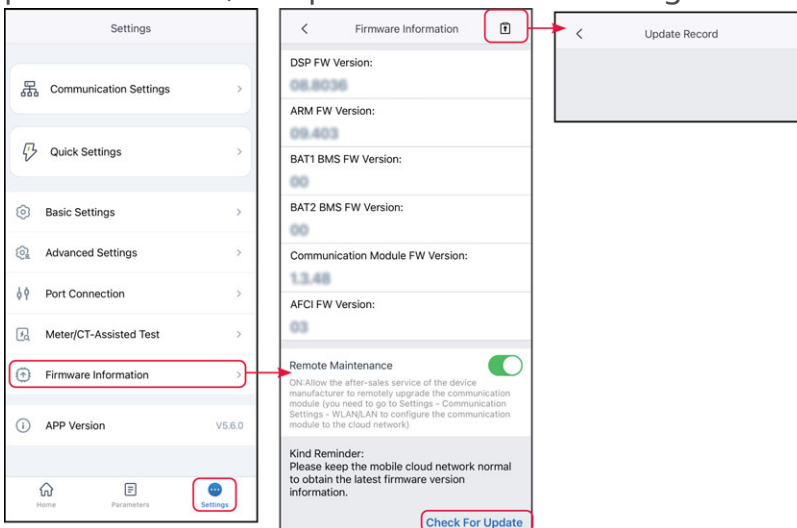 Settings
Communication Settings
Quick Settings
Basic Settings
Advanced Settings
Port Connection
Meter/CT-Assisted Test
Firmware Information
APP Version V5.6.0
Home Parameters Settings
Firmware Information
DSP FW Version:
08.8036
ARM FW Version:
09.403
BAT1 BMS FW Version:
00
BAT2 BMS FW Version:
00
Communication Module FW Version:
1.3.48
AFCI FW Version:
03
Remote Maintenance
ON:Allow the after-sales service of the device
manufacturer to remotely upgrade the communication
module (you need to go to Settings - Communication
Settings - WLAN/LAN to configure the communication
module to the cloud network)
Kind Reminder:
Please keep the mobile cloud network normal
to obtain the latest firmware version
information.
Check For Update
Update Record